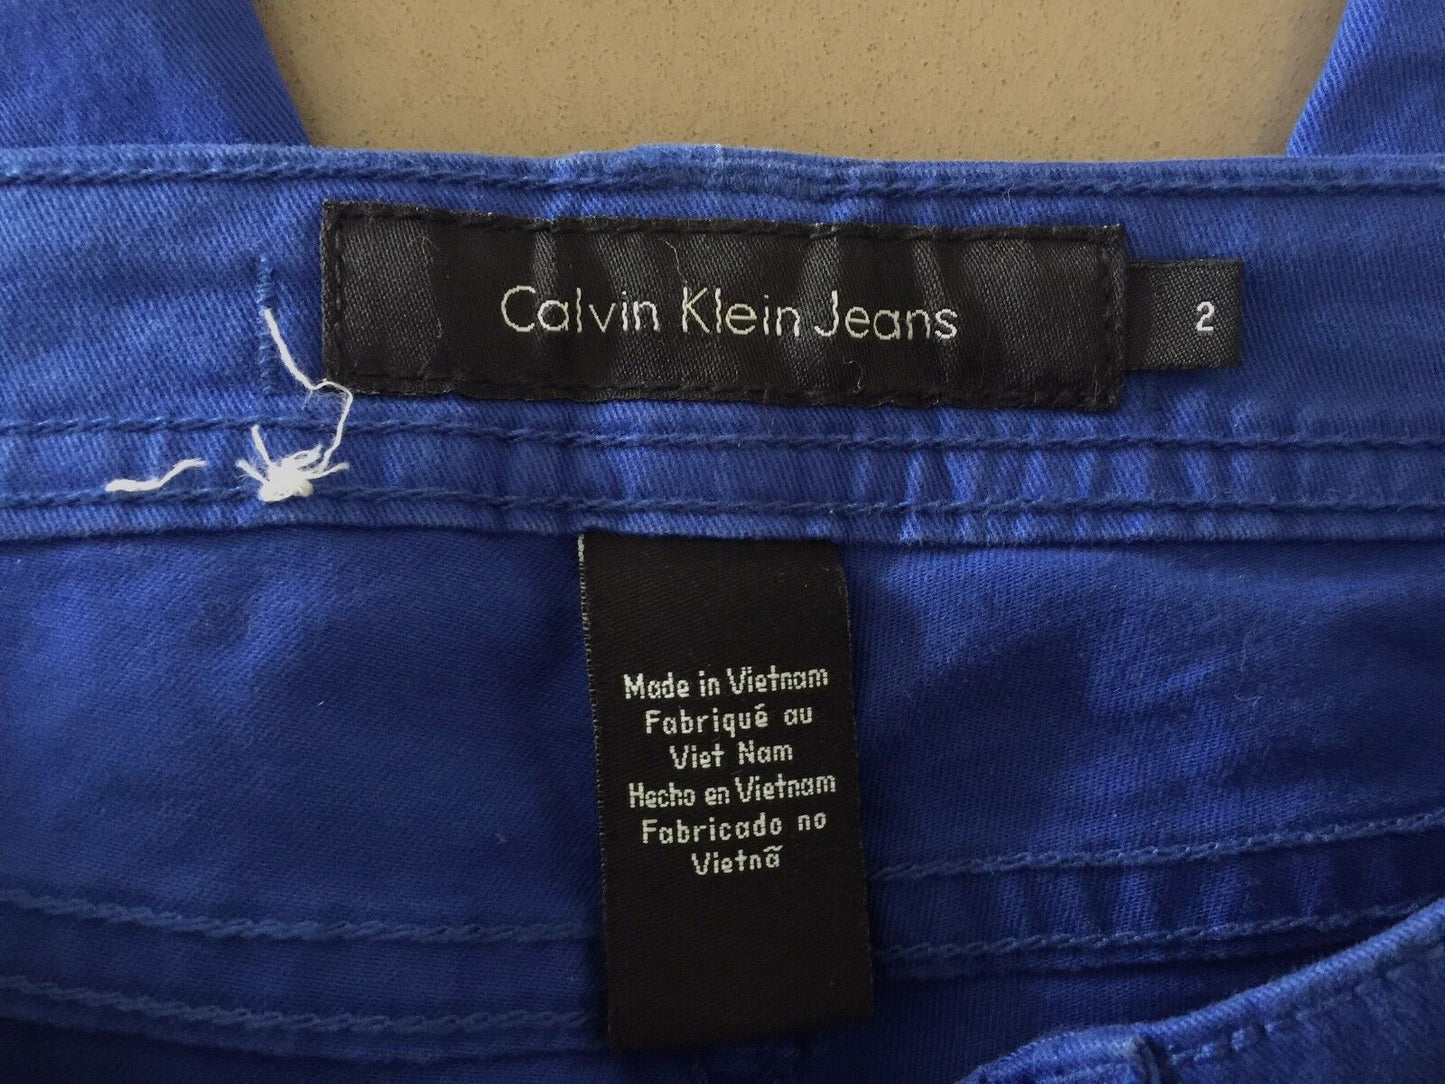 Calvin Klein Jeans
2
Made in Vietnam
Fabriqué au
Viet Nam
Hecho en Vietnam
Fabricado no
Vietnã